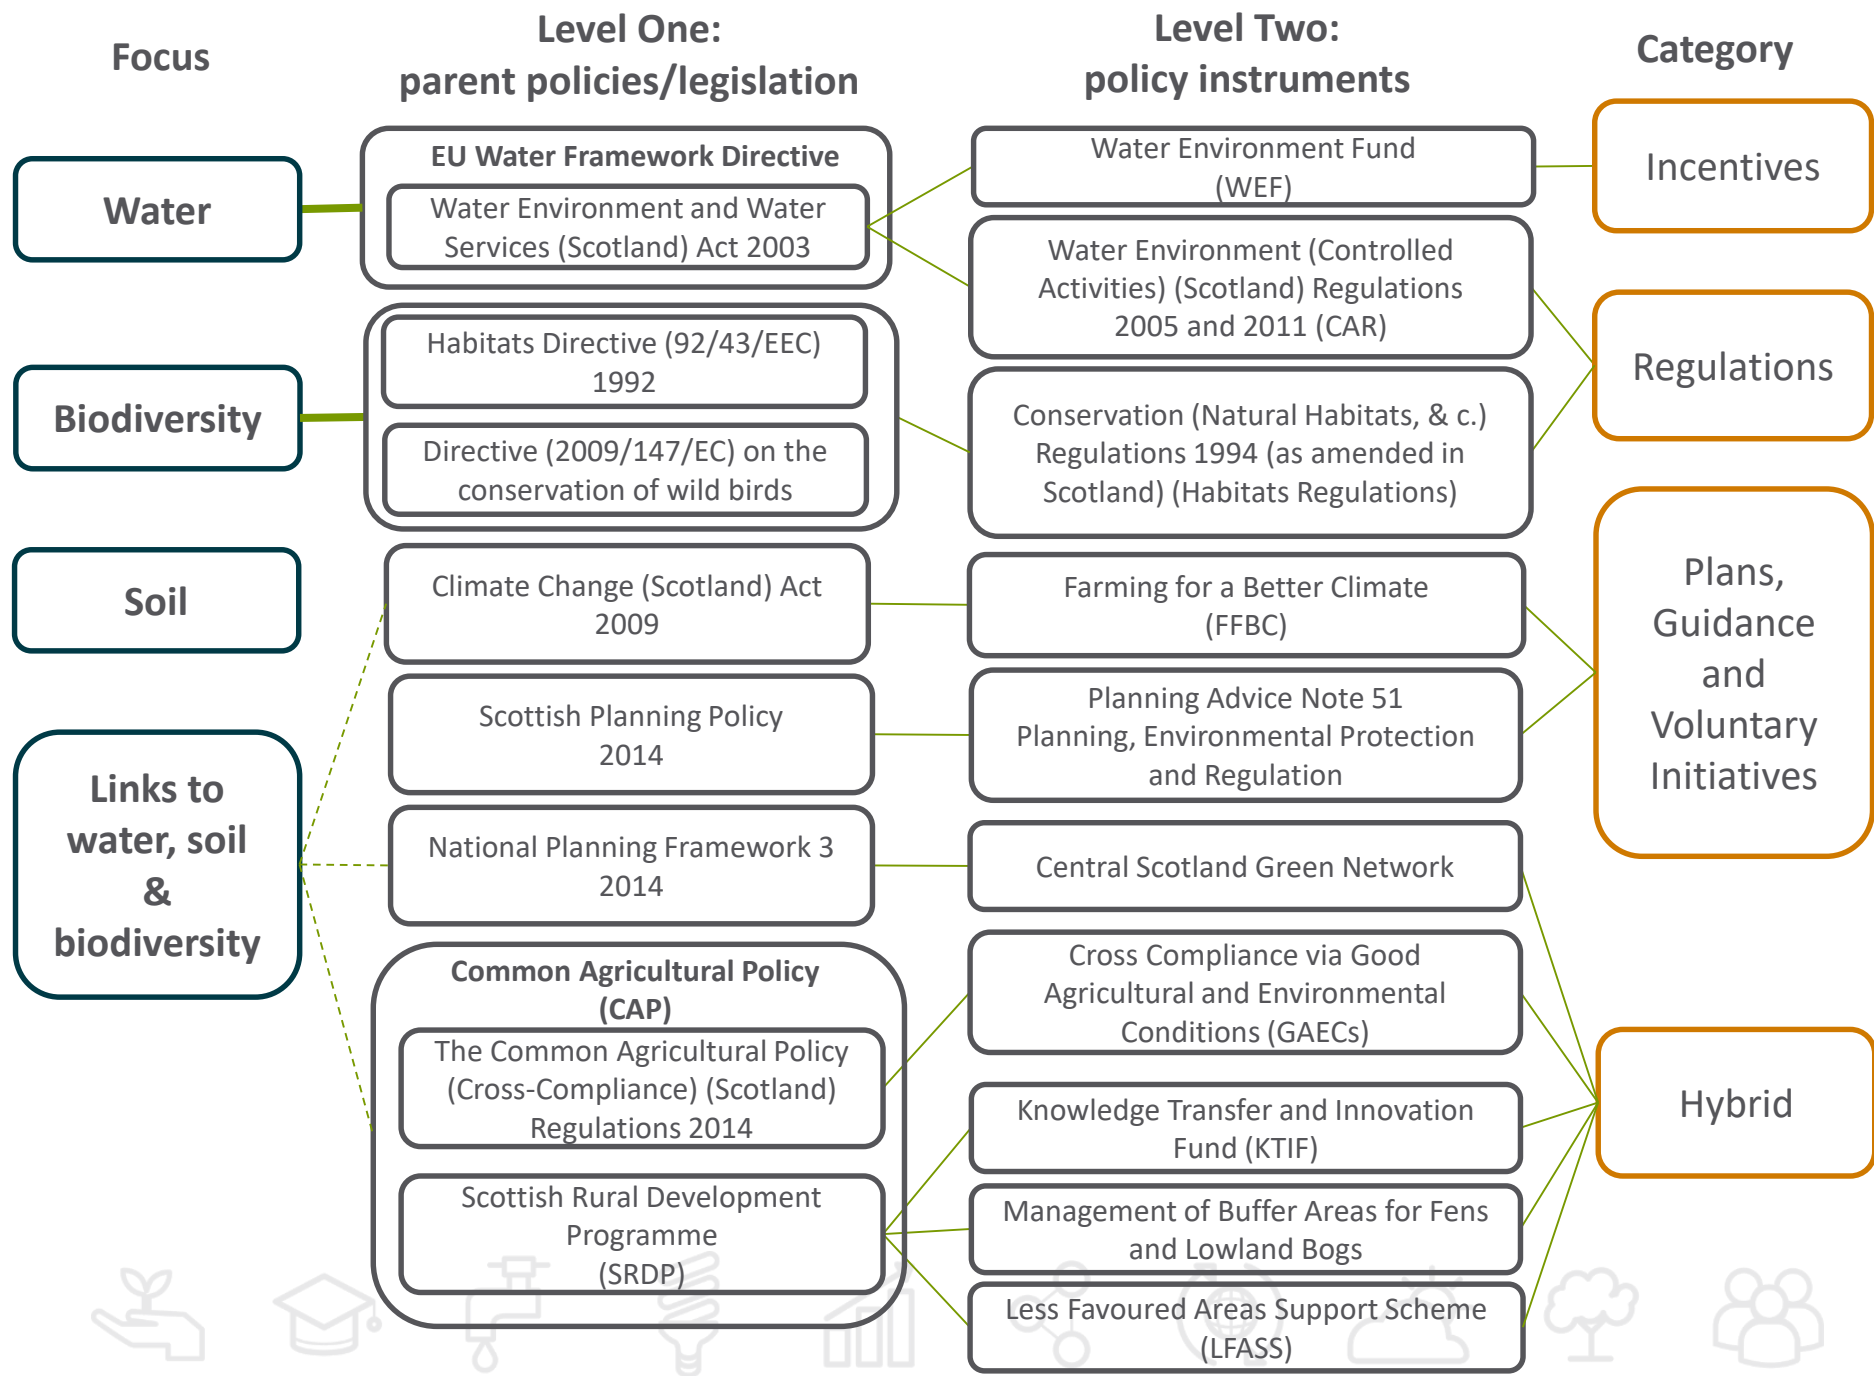 Focus
Level One:
parent policies/legislation
Level Two:
policy instruments
Category
Water
EU Water Framework Directive
Water Environment and Water
Services (Scotland) Act 2003
Water Environment Fund
(WEF)
Incentives
Water Environment (Controlled
Activities) (Scotland) Regulations
2005 and 2011 (CAR)
Biodiversity
Habitats Directive (92/43/EEC)
1992
Directive (2009/147/EC) on the
conservation of wild birds
Conservation (Natural Habitats, & c.)
Regulations 1994 (as amended in
Scotland) (Habitats Regulations)
Regulations
Soil
Climate Change (Scotland) Act
2009
Farming for a Better Climate
(FFBC)
Plans,
Guidance
and
Voluntary
Initiatives
Scottish Planning Policy
2014
Planning Advice Note 51
Planning, Environmental Protection
and Regulation
Links to
water, soil
&
biodiversity
National Planning Framework 3
2014
Central Scotland Green Network
Common Agricultural Policy
(CAP)
The Common Agricultural Policy
(Cross-Compliance) (Scotland)
Regulations 2014
Cross Compliance via Good
Agricultural and Environmental
Conditions (GAECs)
Hybrid
Scottish Rural Development
Programme
(SRDP)
Knowledge Transfer and Innovation
Fund (KTIF)
Management of Buffer Areas for Fens
and Lowland Bogs
Less Favoured Areas Support Scheme
(LFASS)